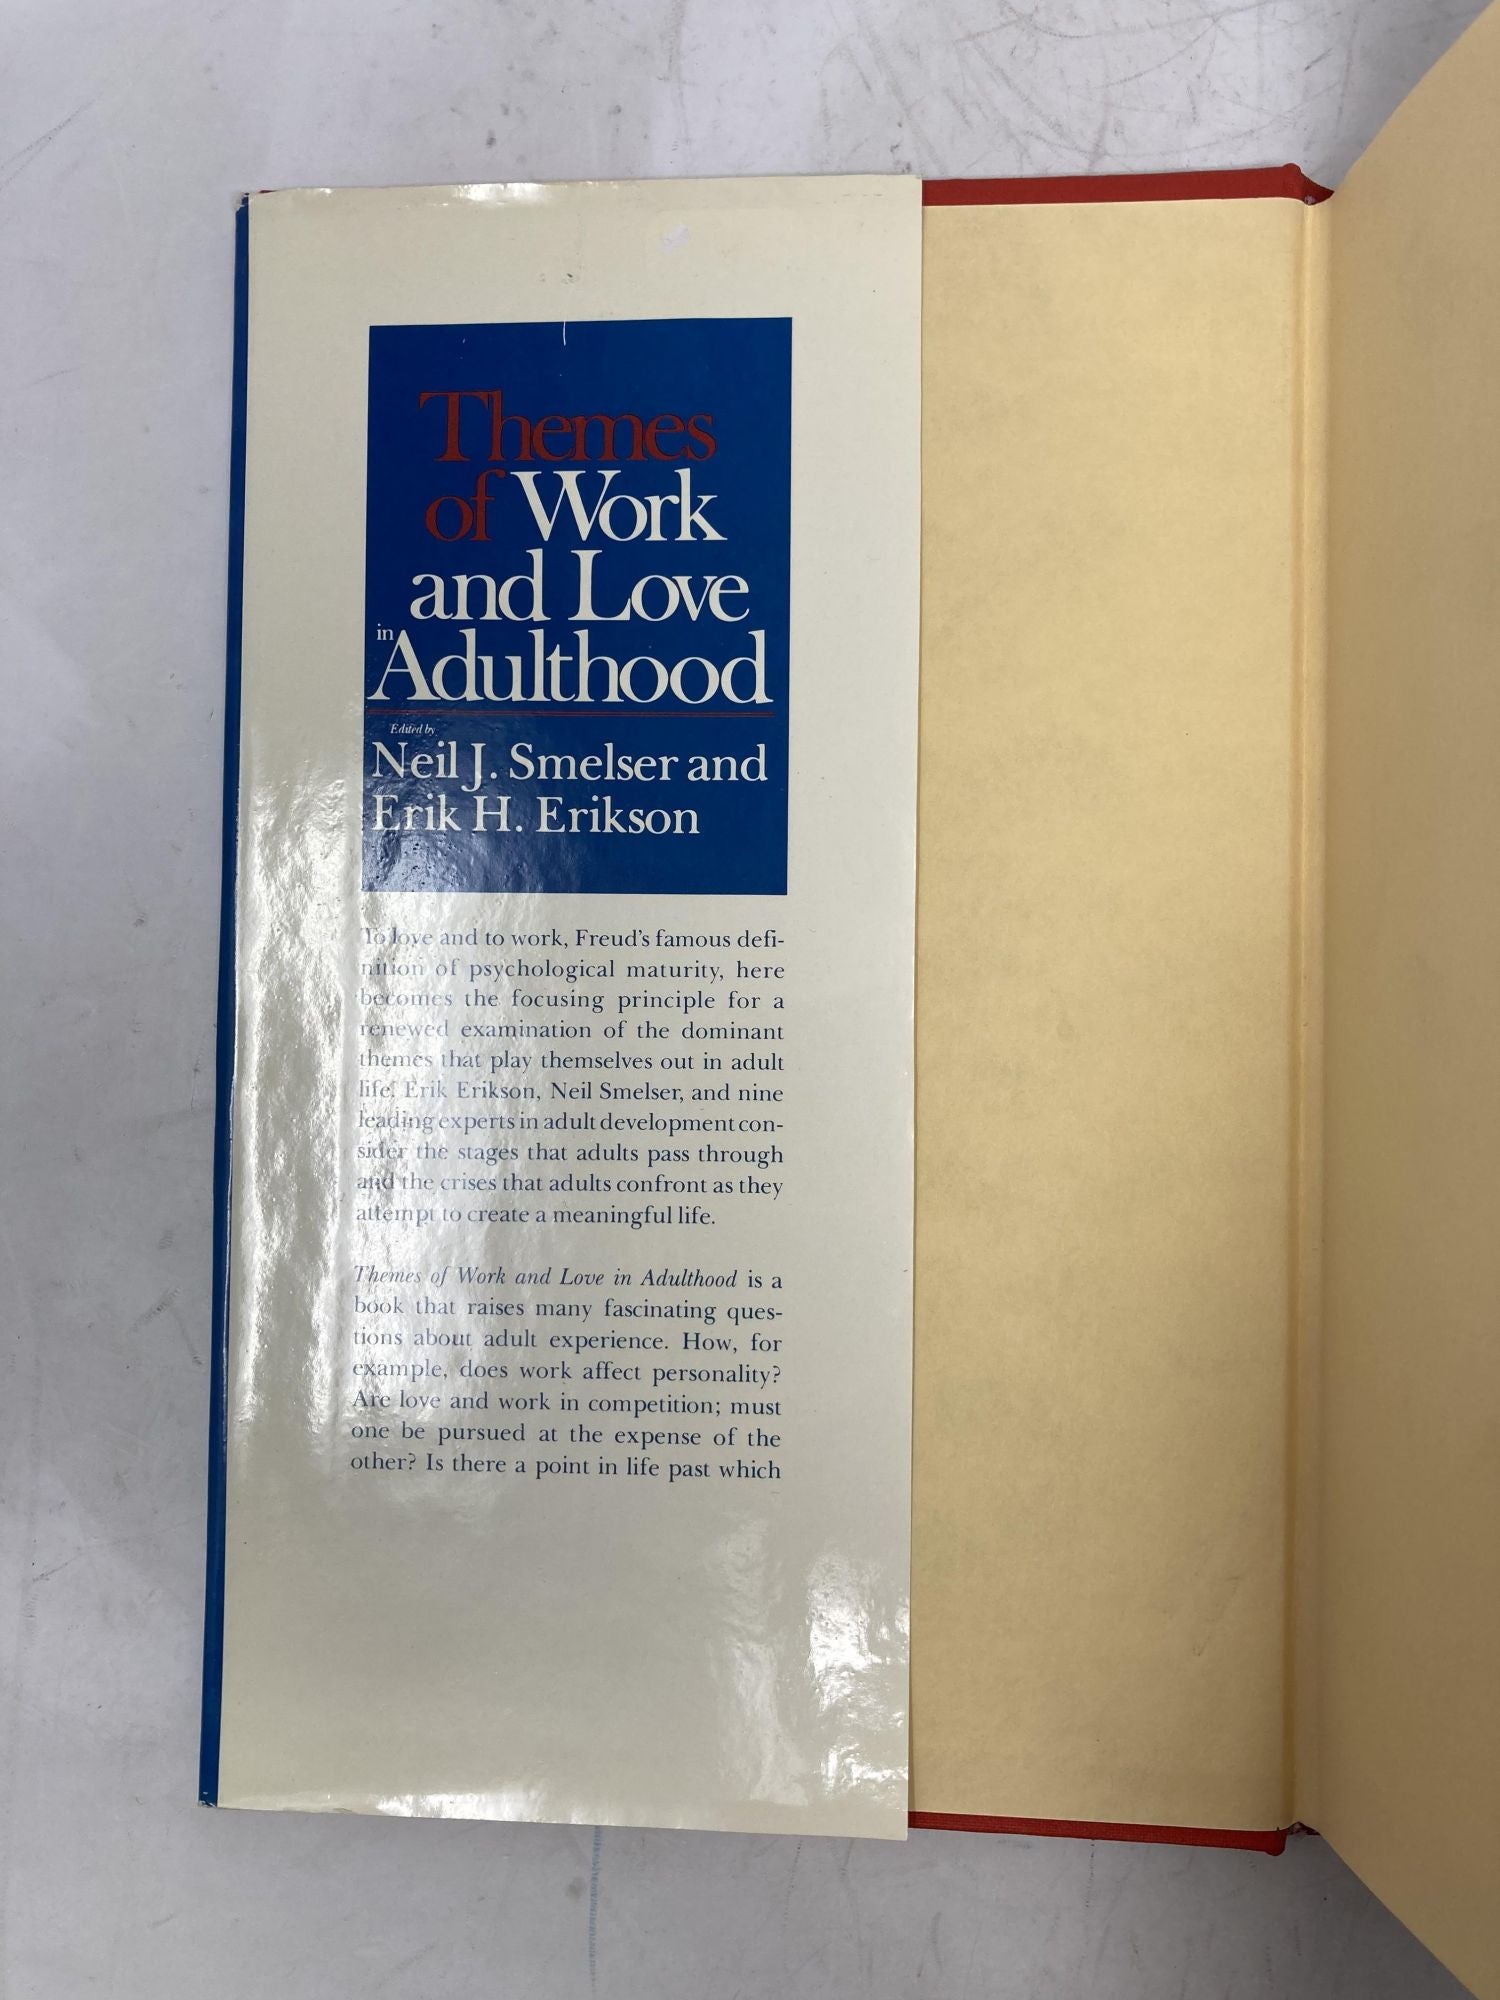 Themes
of Work
and Love
in Adulthood
Edited by
Neil J. Smelser and
Erik H. Erikson
To love and to work, Freud's famous defi-
nition of psychological maturity, here
becomes the focusing principle for a
renewed examination of the dominant
themes that play themselves out in adult
life. Erik Erikson, Neil Smelser, and nine
leading experts in adult development con-
sider the stages that adults pass through
and the crises that adults confront as they
attempt to create a meaningful life.
Themes of Work and Love in Adulthood is a
book that raises many fascinating ques-
tions about adult experience. How, for
example, does work affect personality?
Are love and work in competition; must
one be pursued at the expense of the
other? Is there a point in life past which